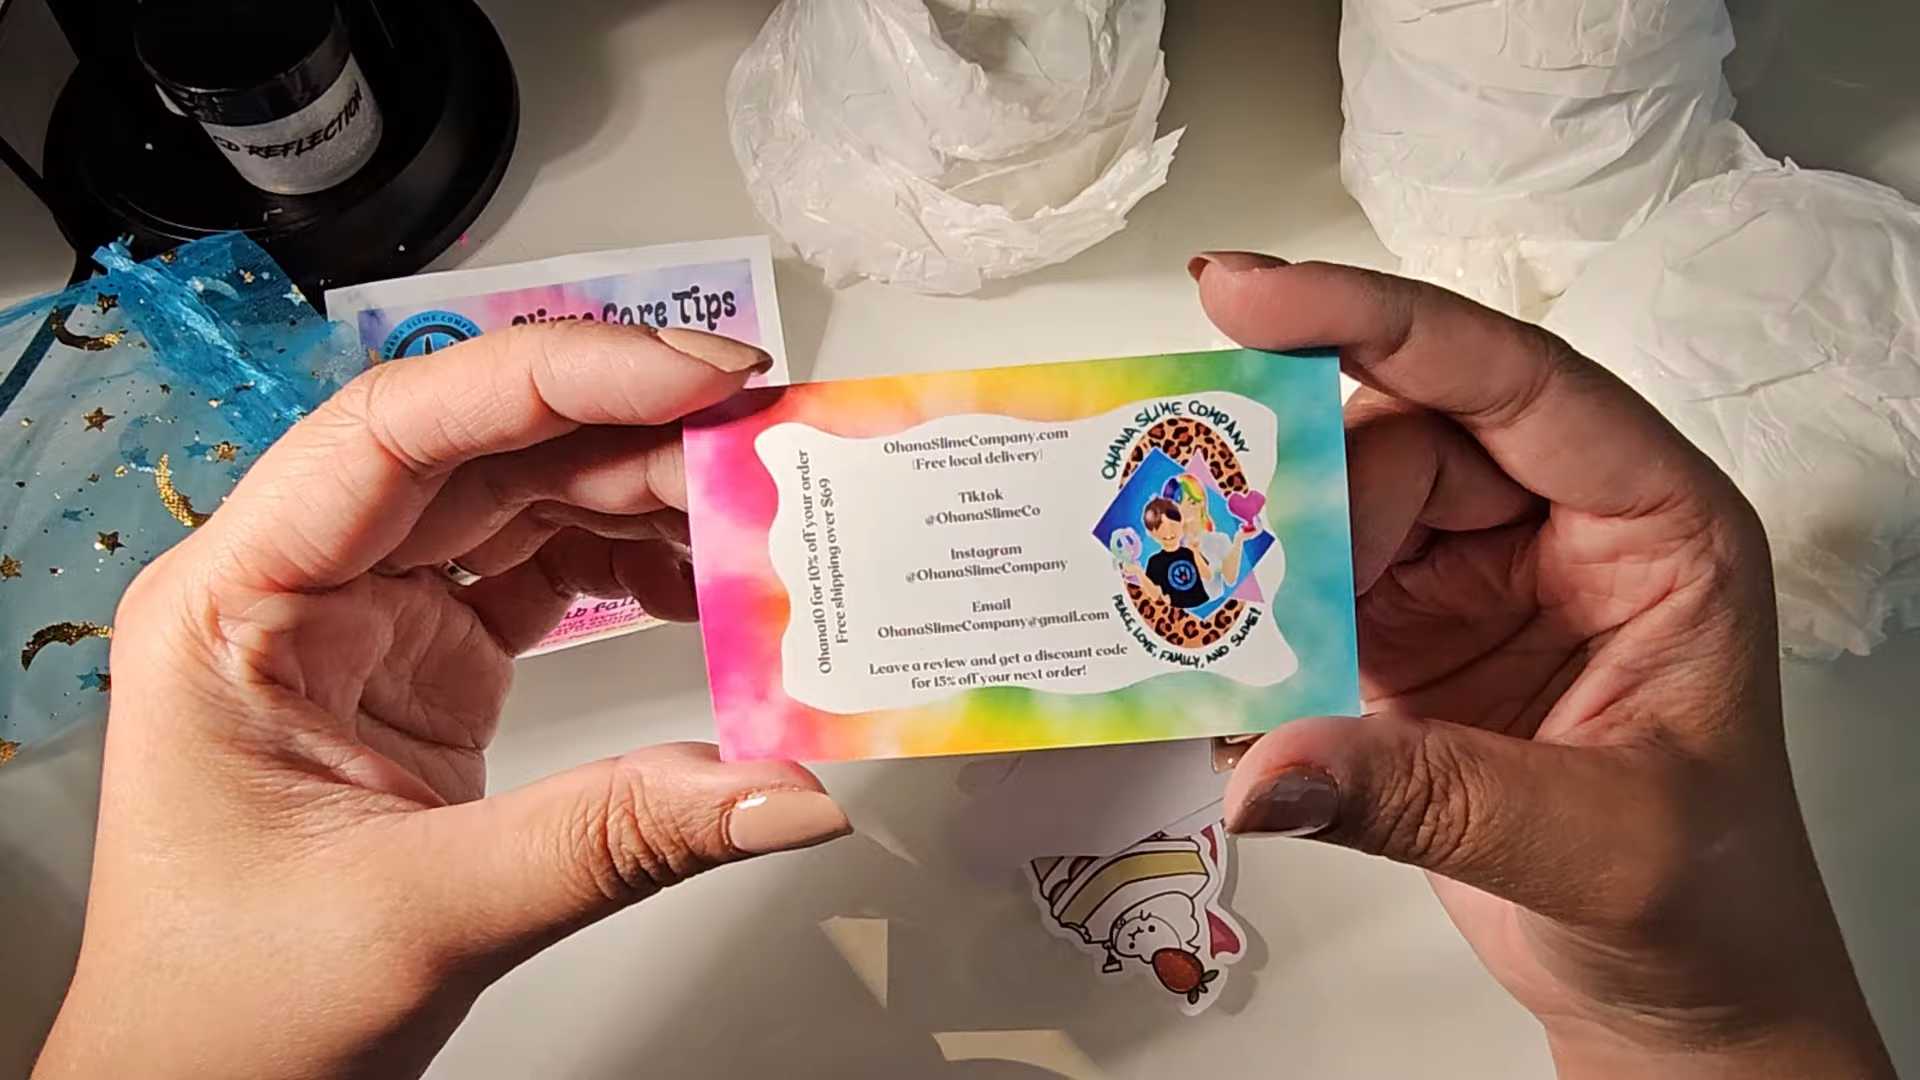 REFLECTION
Care Tips
Ohana10 for 10% off your order
Free shipping over $69
OhanaSlimeCompany.com
(Free local delivery)
Tiktok
@OhanaSlimeCo
Instagram
@OhanaSlimeCompany
Email
OhanaSlimeCompany@gmail.com
Leave a review and get a discount code
for 15% off your next order!
OHANA SLIME COMPANY
PEACE, LOVE, FAMILY, AND SLIME!